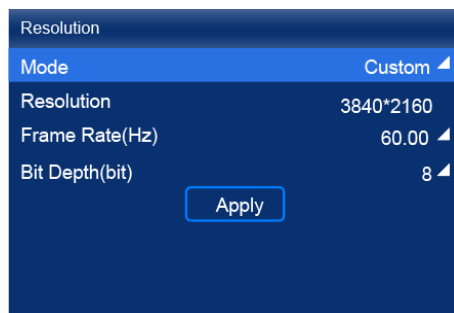 Resolution
Mode Custom
Resolution 3840*2160
Frame Rate(Hz) 60.00
Bit Depth(bit) 8
Apply